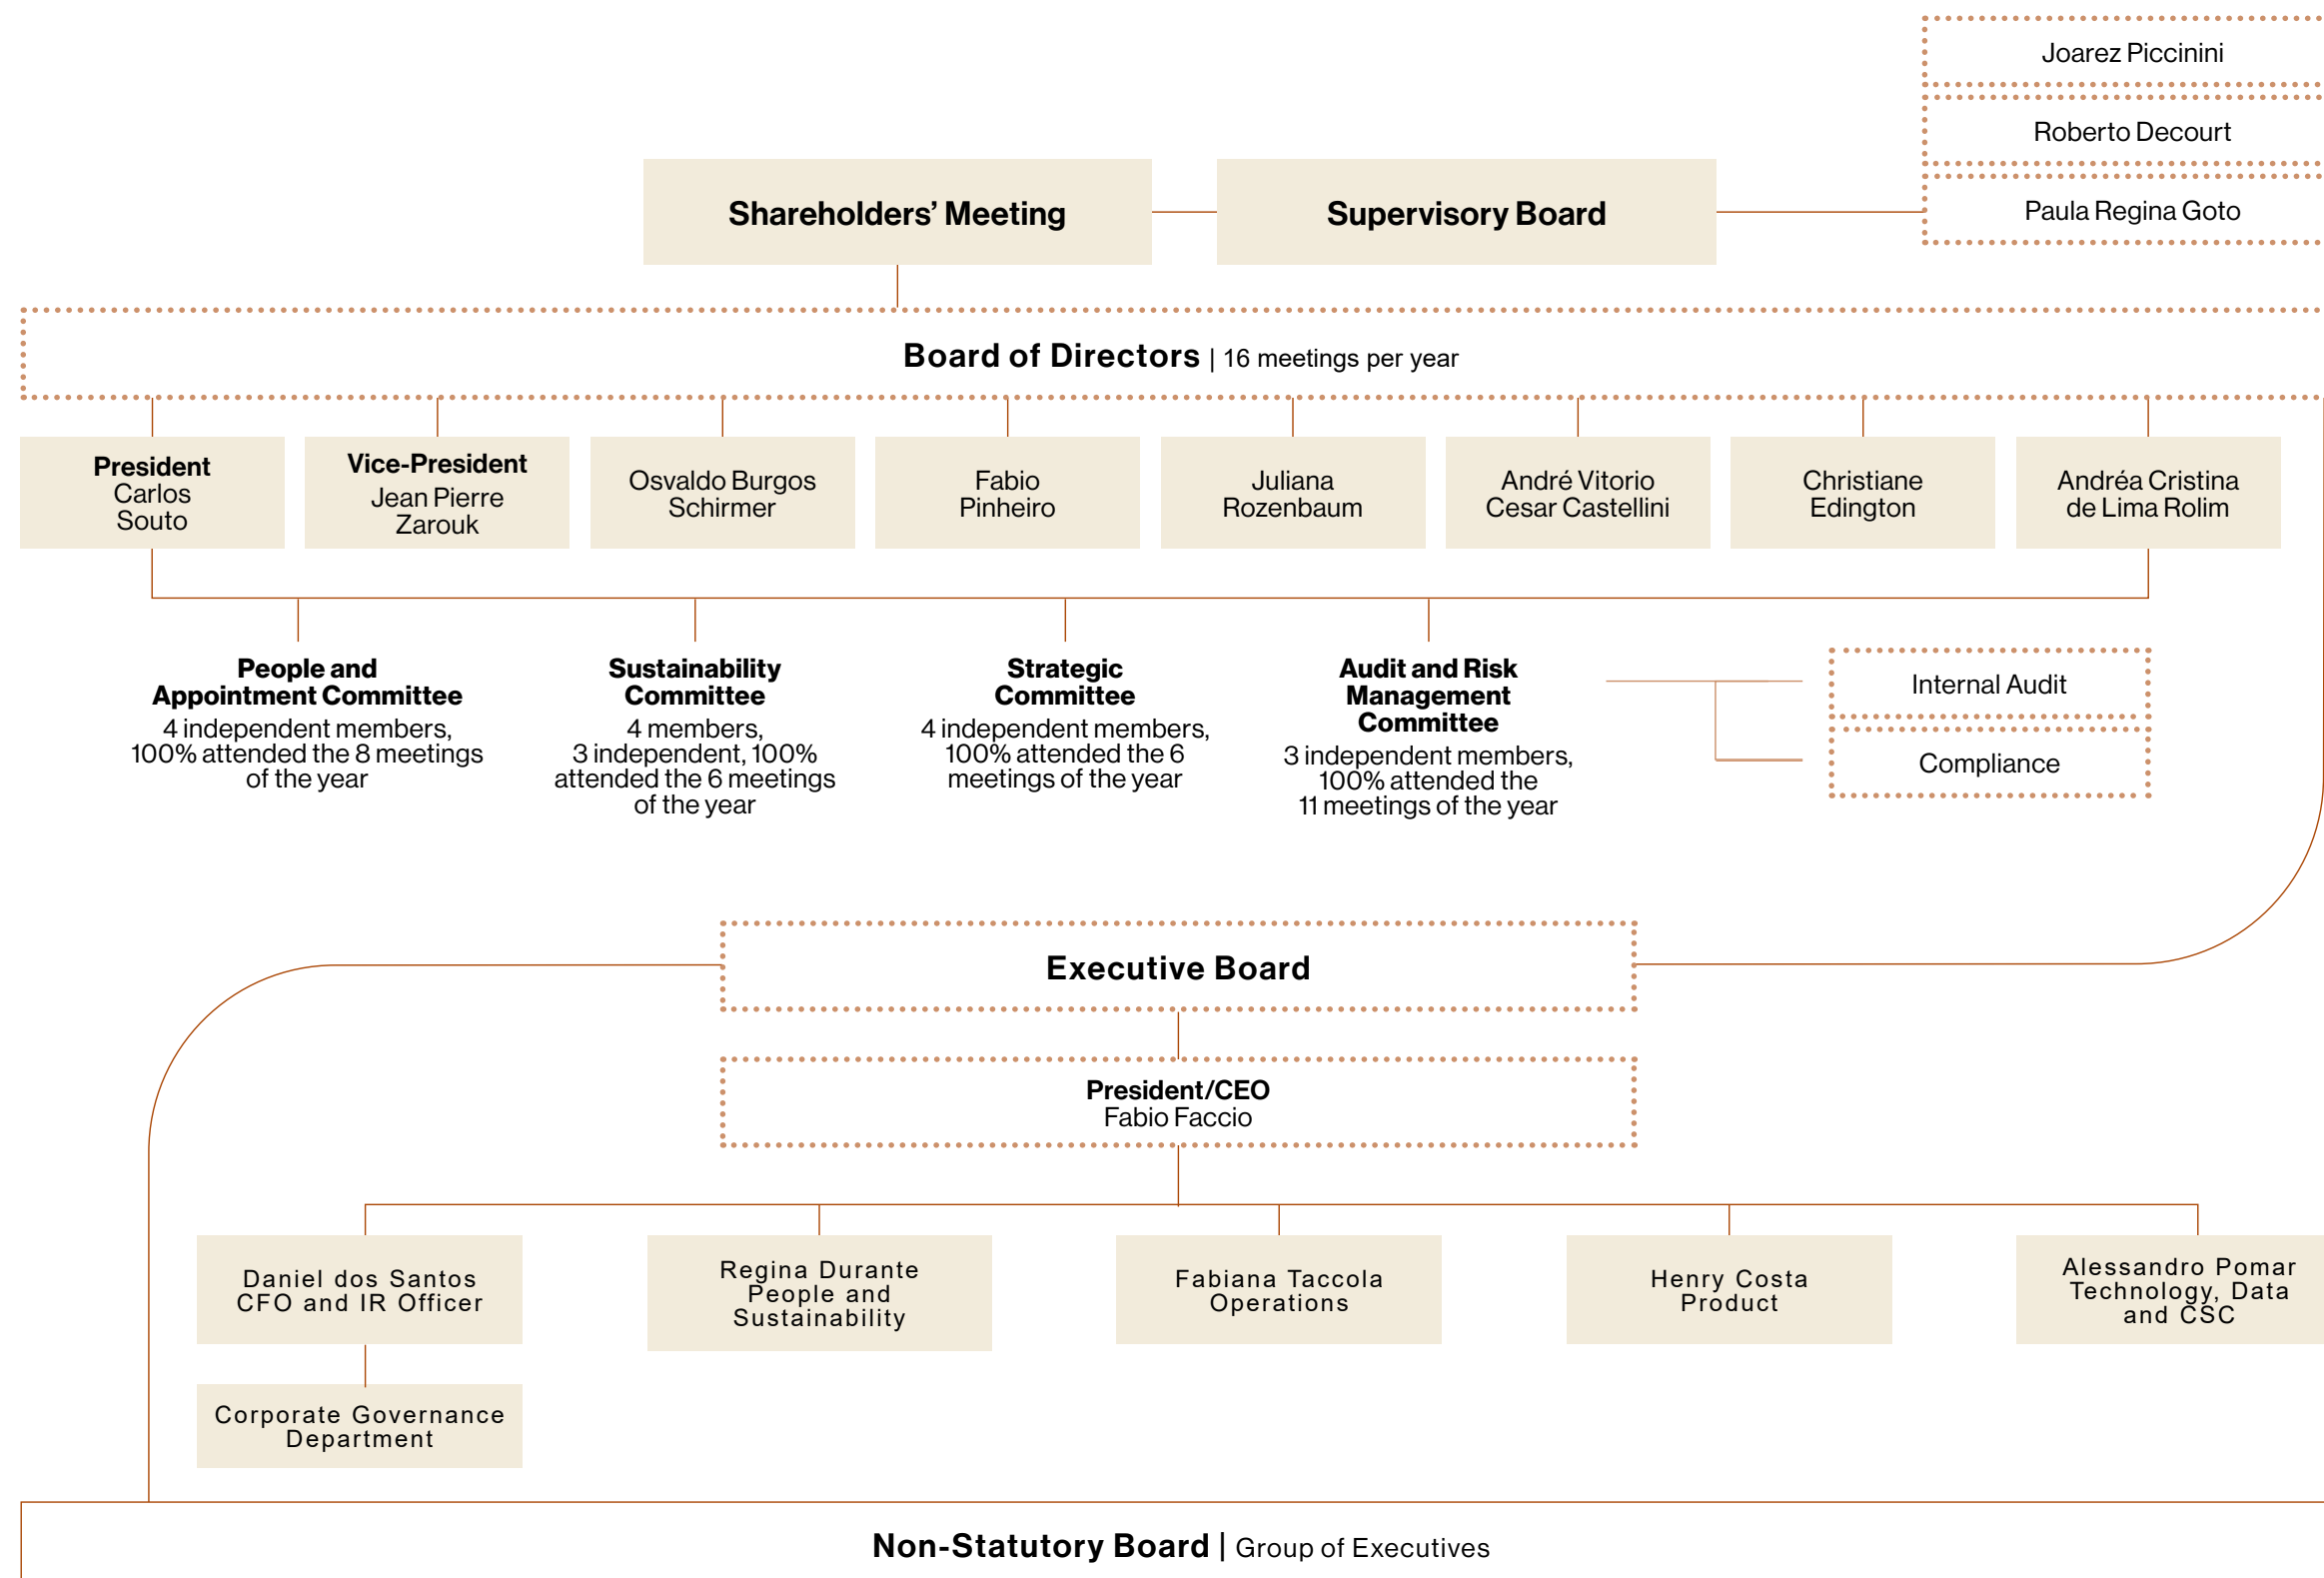 Joarez Piccinini
Roberto Decourt
Paula Regina Goto
Shareholders’ Meeting
Supervisory Board
Board of Directors | 16 meetings per year
President
Carlos
Souto
Vice-President
Jean Pierre
Zarouk
Osvaldo Burgos
Schirmer
Fabio
Pinheiro
Juliana
Rozenbaum
André Vitorio
Cesar Castellini
Christiane
Edington
Andréa Cristina
de Lima Rolim
People and
Appointment Committee
4 independent members,
100% attended the 8 meetings
of the year
Sustainability
Committee
4 members,
3 independent, 100%
attended the 6 meetings
of the year
Strategic
Committee
4 independent members,
100% attended the 6
meetings of the year
Audit and Risk
Management
Committee
3 independent members,
100% attended the
11 meetings of the year
Internal Audit
Compliance
Executive Board
President/CEO
Fabio Faccio
Daniel dos Santos
CFO and IR Officer
Regina Durante
People and
Sustainability
Fabiana Taccola
Operations
Henry Costa
Product
Alessandro Pomar
Technology, Data
and CSC
Corporate Governance
Department
Non-Statutory Board | Group of Executives